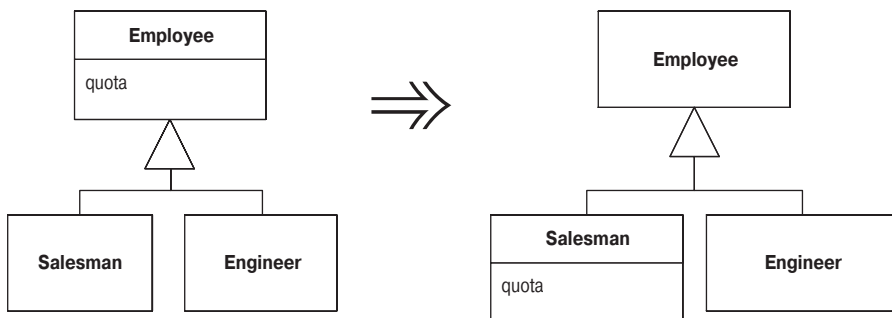 Employee
quota
Salesman
Engineer
Employee
Salesman
quota
Engineer